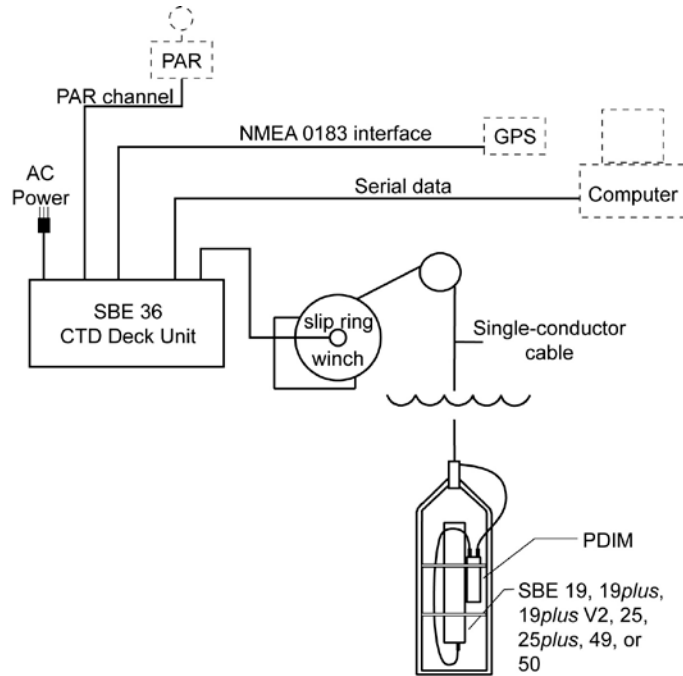 PAR
PAR channel
NMEA 0183 interface
GPS
AC
Power
Serial data
Computer
SBE 36
CTD Deck Unit
slip ring
winch
Single-conductor
cable
PDIM
SBE 19, 19plus,
19plus V2, 25,
25plus, 49, or
50